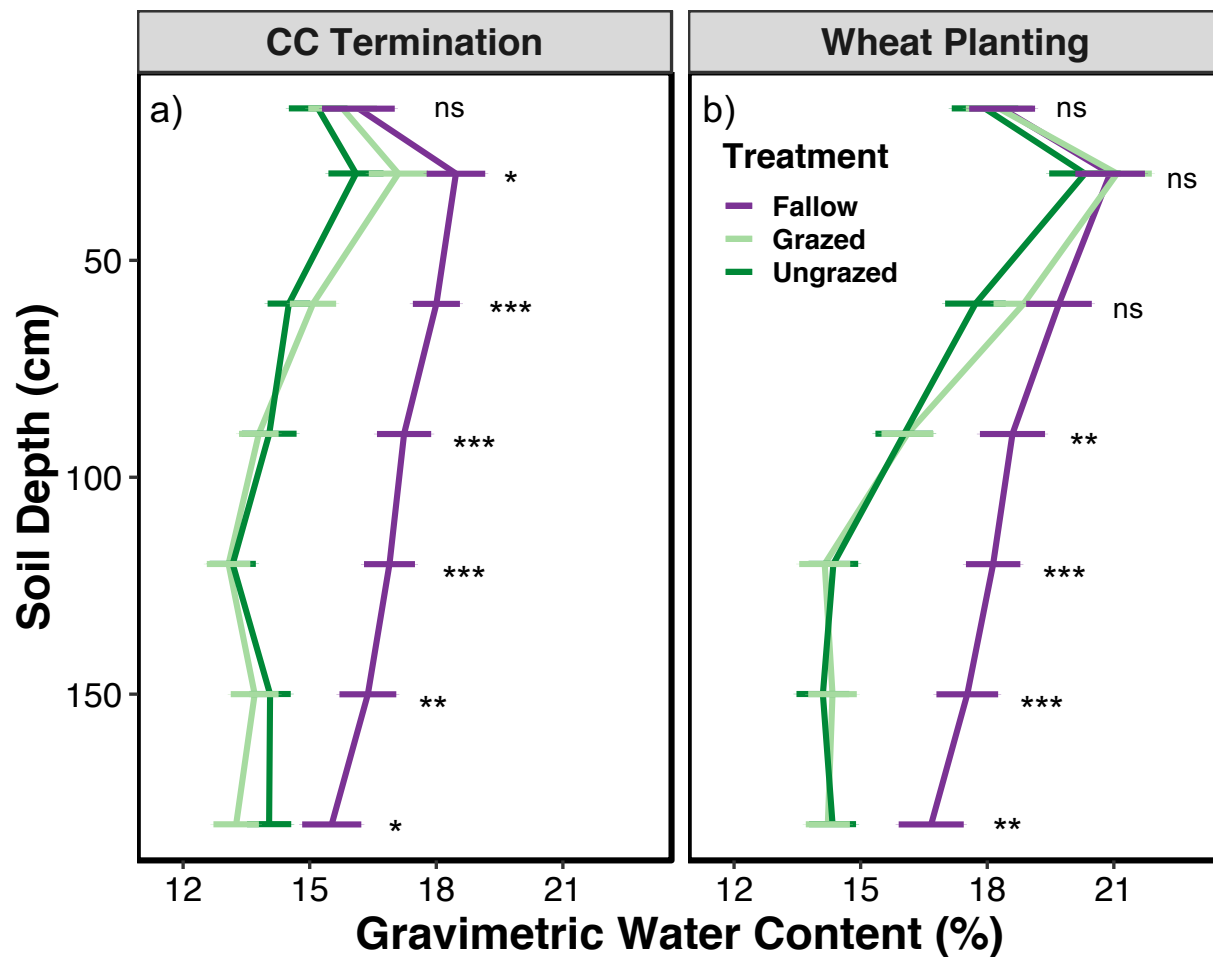 CC Termination
Wheat Planting
a)
ns
*
***
***
***
**
*
b)
ns
ns
ns
**
***
***
**
Treatment
Fallow
Grazed
Ungrazed
Soil Depth (cm)
50
100
150
12 15 18 21
12 15 18 21
Gravimetric Water Content (%)